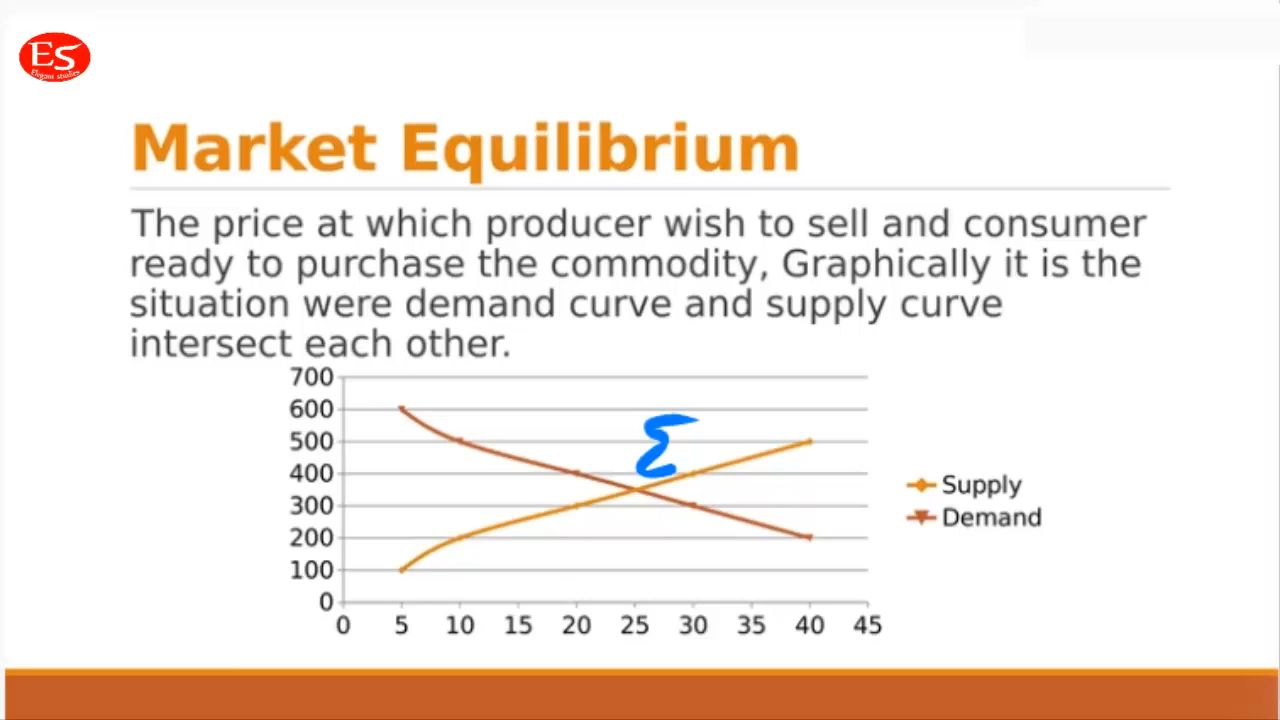 ES
Elegant studies
Market Equilibrium
The price at which producer wish to sell and consumer
ready to purchase the commodity, Graphically it is the
situation were demand curve and supply curve
intersect each other.
700
600
500
400
300
200
100
0
0 5 10 15 20 25 30 35 40 45
E
Supply
Demand